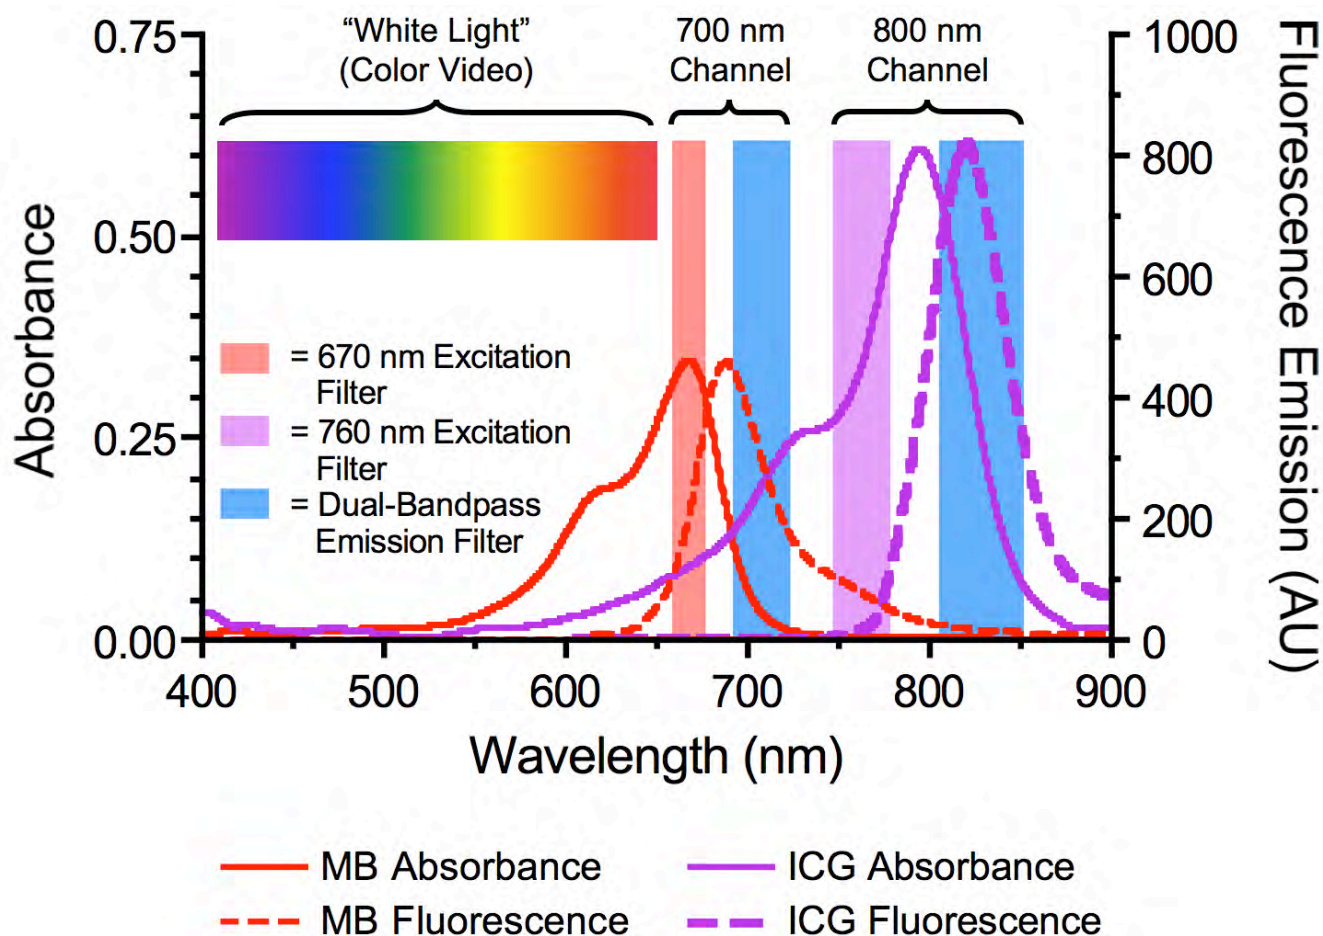 “White Light”
(Color Video)
700 nm
Channel
800 nm
Channel
0.75
0.50
0.25
0.00
Absorbance
1000
800
600
400
200
0
Fluorescence Emission (AU)
= 670 nm Excitation
Filter
= 760 nm Excitation
Filter
= Dual-Bandpass
Emission Filter
400 500 600 700 800 900
Wavelength (nm)
MB Absorbance
ICG Absorbance
MB Fluorescence
ICG Fluorescence